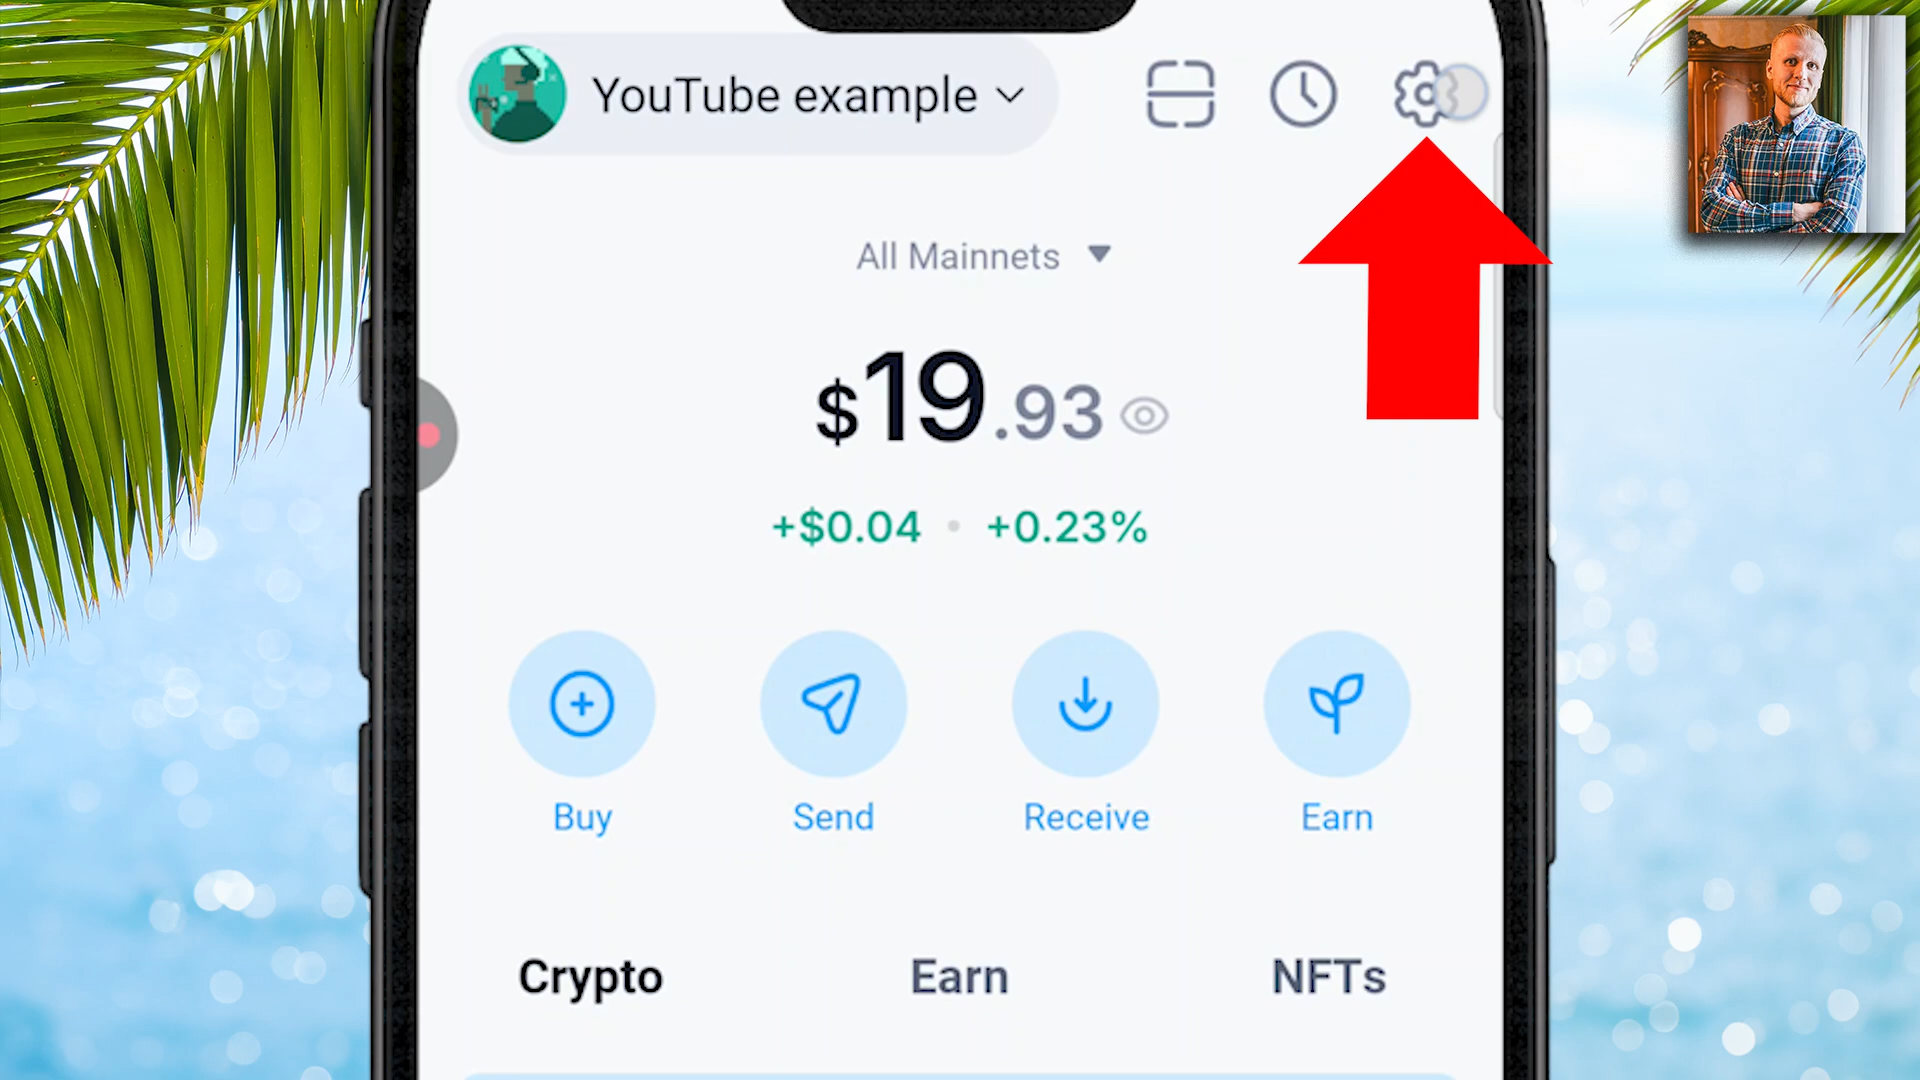 YouTube example
All Mainnets
$19.93
+$0.04 • +0.23%
Buy
Send
Receive
Earn
Crypto
Earn
NFTs